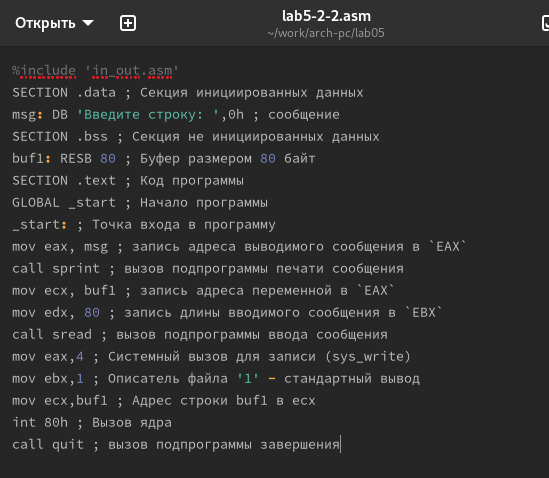 Открыть
lab5-2-2.asm
~/work/arch-pc/lab05
%include 'in_out.asm'
SECTION .data ; Секция инициированных данных
msg: DB 'Введите строку: ',0h ; сообщение
SECTION .bss ; Секция не инициированных данных
buf1: RESB 80 ; Буфер размером 80 байт
SECTION .text ; Код программы
GLOBAL _start ; Начало программы
_start: ; Точка входа в программу
mov eax, msg ; запись адреса выводимого сообщения в `EAX`
call sprint ; вызов подпрограммы печати сообщения
mov ecx, buf1 ; запись адреса переменной в `EAX`
mov edx, 80 ; запись длины вводимого сообщения в `EBX`
call sread ; вызов подпрограммы ввода сообщения
mov eax,4 ; Системный вызов для записи (sys_write)
mov ebx,1 ; Описатель файла '1' - стандартный вывод
mov ecx,buf1 ; Адрес строки buf1 в ecx
int 80h ; Вызов ядра
call quit ; вызов подпрограммы завершения